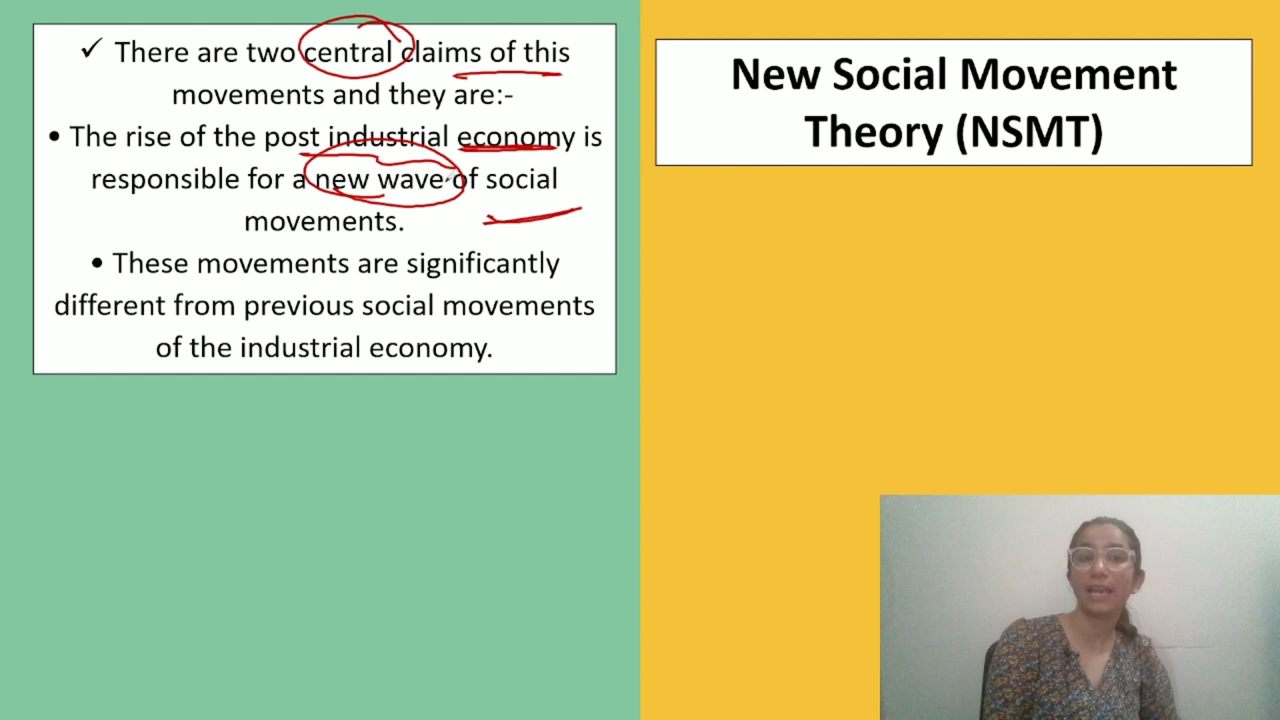 ✓ There are two central claims of this
movements and they are:-
• The rise of the post industrial economy is
responsible for a new wave of social
movements.
• These movements are significantly
different from previous social movements
of the industrial economy.
New Social Movement
Theory (NSMT)